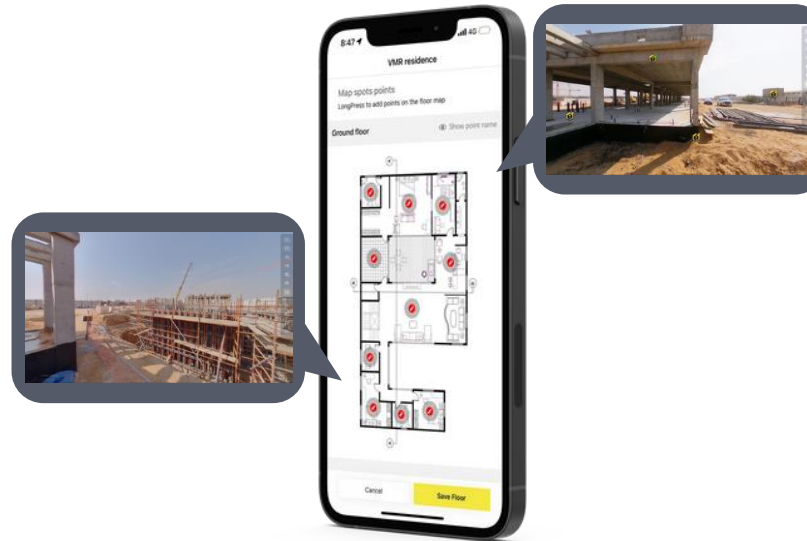 8:47
4G
VMR residence
Map spots points
LongPress to add points on the floor map
Ground floor
Show point name
Cancel
Save Floor